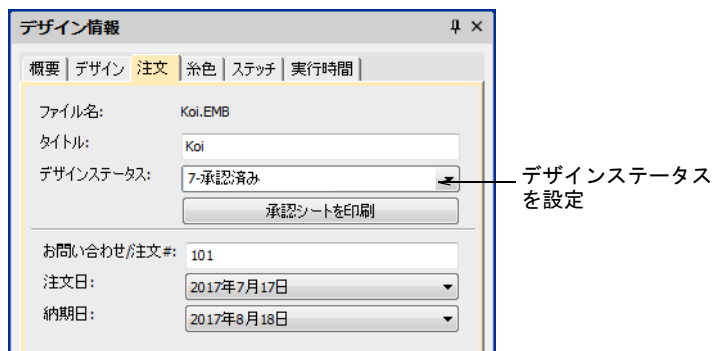 デザイン情報
概要 デザイン 注文 糸色 ステッチ 実行時間
ファイル名: Koi.EMB
タイトル: Koi
デザインステータス: 7-承認済み
承認シートを印刷
お問い合わせ/注文#: 101
注文日: 2017年7月17日
納期日: 2017年8月18日
デザインステータス
を設定